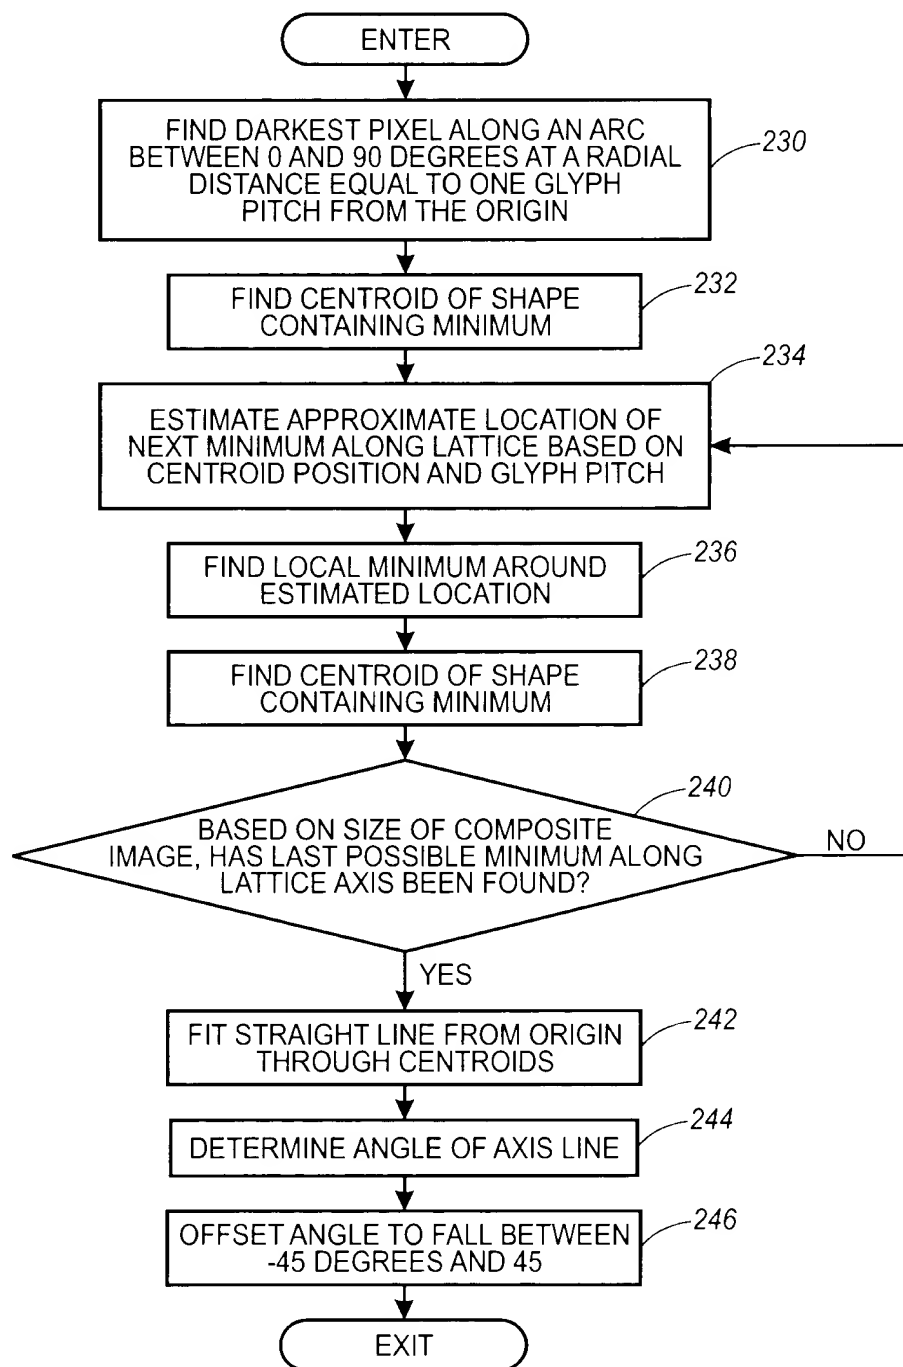 ENTER
FIND DARKEST PIXEL ALONG AN ARC
BETWEEN 0 AND 90 DEGREES AT A RADIAL
DISTANCE EQUAL TO ONE GLYPH
PITCH FROM THE ORIGIN
230
FIND CENTROID OF SHAPE
CONTAINING MINIMUM
232
234
ESTIMATE APPROXIMATE LOCATION OF
NEXT MINIMUM ALONG LATTICE BASED ON
CENTROID POSITION AND GLYPH PITCH
FIND LOCAL MINIMUM AROUND
ESTIMATED LOCATION
236
FIND CENTROID OF SHAPE
CONTAINING MINIMUM
238
240
BASED ON SIZE OF COMPOSITE
IMAGE, HAS LAST POSSIBLE MINIMUM ALONG
LATTICE AXIS BEEN FOUND?
NO
YES
FIT STRAIGHT LINE FROM ORIGIN
THROUGH CENTROIDS
242
DETERMINE ANGLE OF AXIS LINE
244
OFFSET ANGLE TO FALL BETWEEN
-45 DEGREES AND 45
246
EXIT